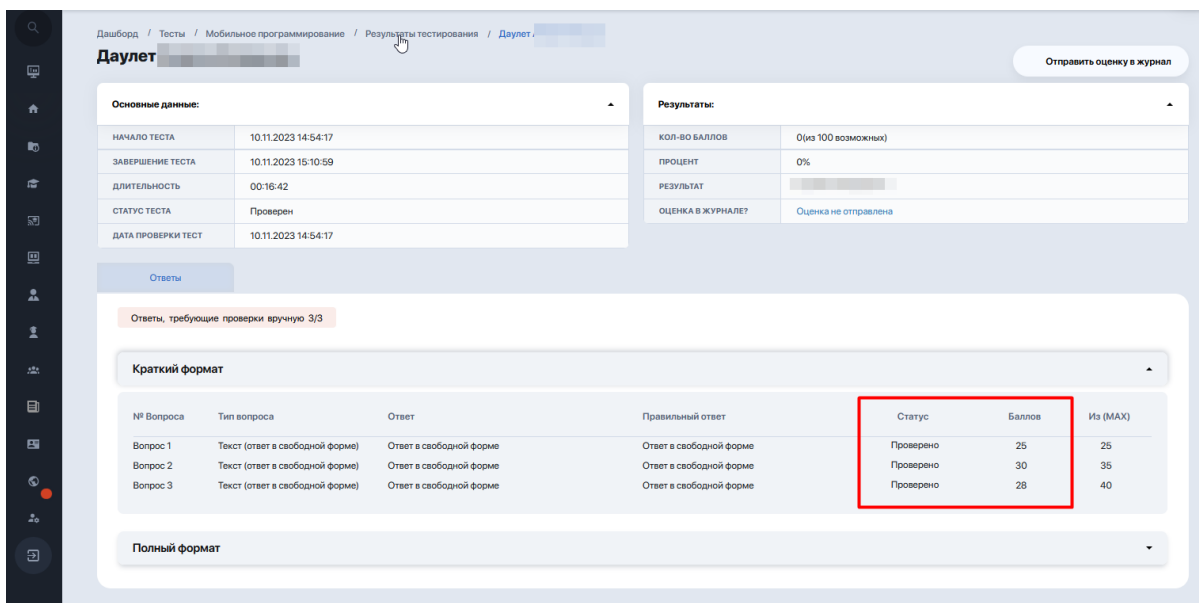 Дашборд / Тесты / Мобильное программирование / Результаты тестирования / Даулет
Даулет
Отправить оценку в журнал
Основные данные:
НАЧАЛО ТЕСТА 10.11.2023 14:54:17
ЗАВЕРШЕНИЕ ТЕСТА 10.11.2023 15:10:59
ДЛИТЕЛЬНОСТЬ 00:16:42
СТАТУС ТЕСТА Проверен
ДАТА ПРОВЕРКИ ТЕСТ 10.11.2023 14:54:17
Результаты:
КОЛ-ВО БАЛЛОВ 0(из 100 возможных)
ПРОЦЕНТ 0%
РЕЗУЛЬТАТ
ОЦЕНКА В ЖУРНАЛЕ? Оценка не отправлена
Ответы
Ответы, требующие проверки вручную 3/3
Краткий формат
№ Вопроса Тип вопроса Ответ Правильный ответ Статус Баллов Из (MAX)
Вопрос 1 Текст (ответ в свободной форме) Ответ в свободной форме Ответ в свободной форме Проверено 25 25
Вопрос 2 Текст (ответ в свободной форме) Ответ в свободной форме Ответ в свободной форме Проверено 30 35
Вопрос 3 Текст (ответ в свободной форме) Ответ в свободной форме Ответ в свободной форме Проверено 28 40
Полный формат